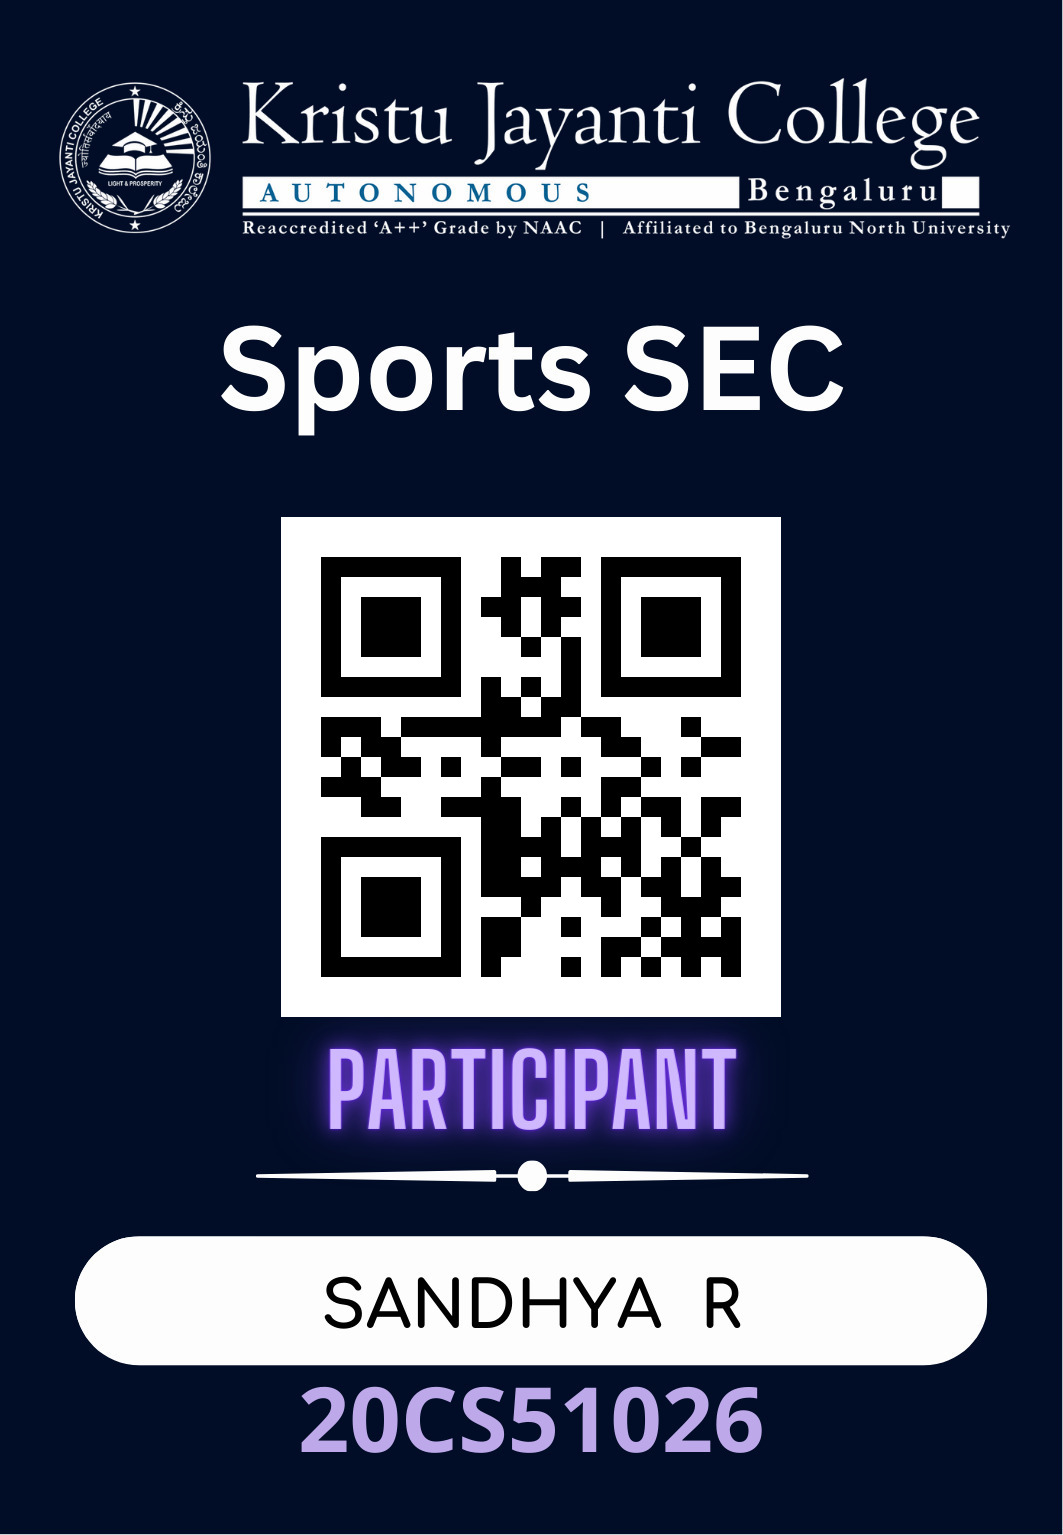 Kristu Jayanti College
AUTONOMOUS Bengaluru
Reaccredited ‘A++’ Grade by NAAC | Affiliated to Bengaluru North University
KRISTU JAYANTI COLLEGE
ಕ್ರಿಸ್ತು ಜಯಂತಿ ಕಾಲೇಜು
LIGHT & PROSPERITY
Sports SEC
PARTICIPANT
SANDHYA R
20CS51026